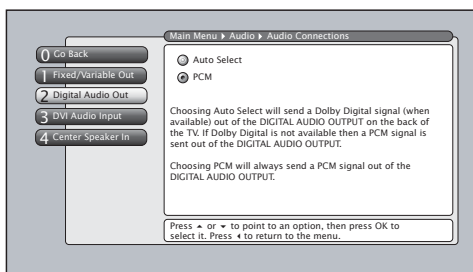 Main Menu ▸ Audio ▸ Audio Connections
0 Go Back
1 Fixed/Variable Out
2 Digital Audio Out
3 DVI Audio Input
4 Center Speaker In
Auto Select
PCM
Choosing Auto Select will send a Dolby Digital signal (when
available) out of the DIGITAL AUDIO OUTPUT on the back of
the TV. If Dolby Digital is not available then a PCM signal is
sent out of the DIGITAL AUDIO OUTPUT.
Choosing PCM will always send a PCM signal out of the
DIGITAL AUDIO OUTPUT.
Press ▴ or ▾ to point to an option, then press OK to
select it. Press ◂ to return to the menu.